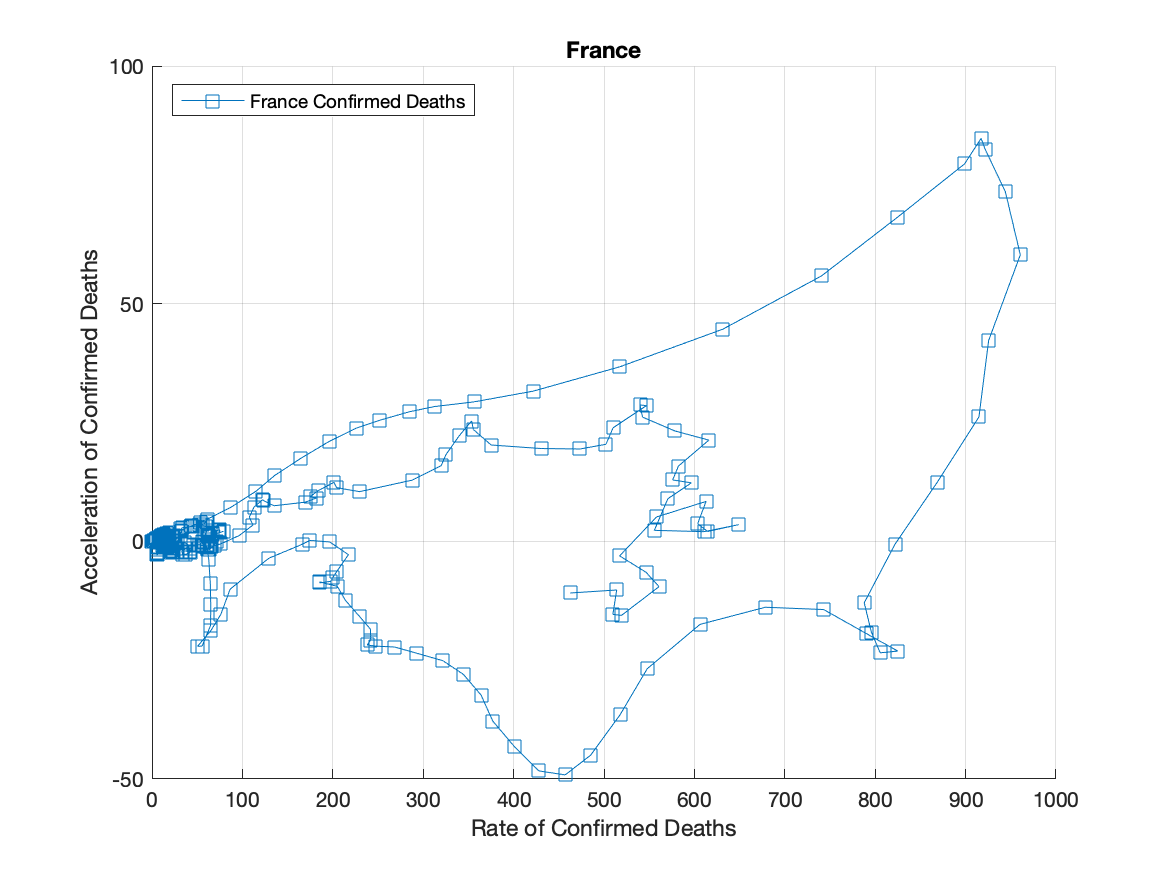 France
100
France Confirmed Deaths
50
0
-50
Acceleration of Confirmed Deaths
0 100 200 300 400 500 600 700 800 900 1000
Rate of Confirmed Deaths